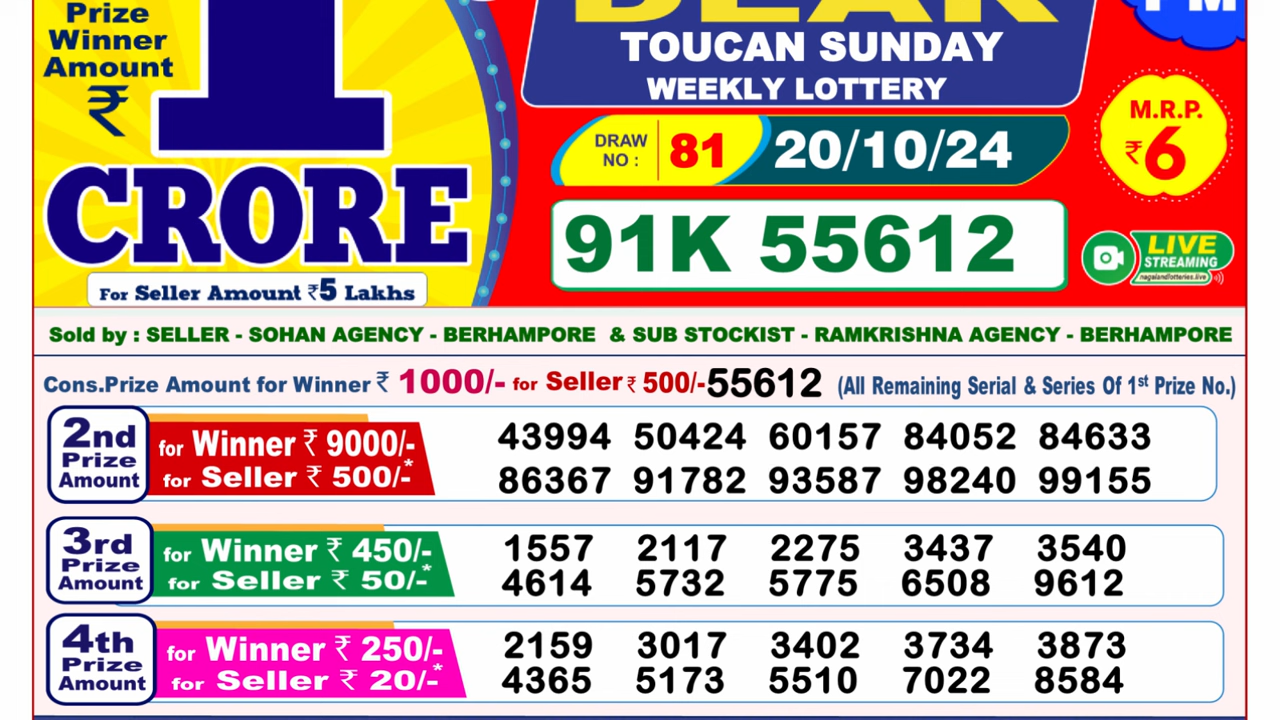 Prize
Winner
Amount
₹
1
CRORE
For Seller Amount ₹5 Lakhs
DEAR
TOUCAN SUNDAY
WEEKLY LOTTERY
PM
DRAW
NO :
81
20/10/24
M.R.P.
₹6
91K 55612
LIVE
STREAMING
nagalandlotteries.live
Sold by : SELLER - SOHAN AGENCY - BERHAMPORE & SUB STOCKIST - RAMKRISHNA AGENCY - BERHAMPORE
Cons.Prize Amount for Winner ₹ 1000/- for Seller ₹ 500/- 55612 (All Remaining Serial & Series Of 1st Prize No.)
2nd
Prize
Amount
for Winner ₹ 9000/-
for Seller ₹ 500/-*
43994 50424 60157 84052 84633
86367 91782 93587 98240 99155
3rd
Prize
Amount
for Winner ₹ 450/-
for Seller ₹ 50/-*
1557 2117 2275 3437 3540
4614 5732 5775 6508 9612
4th
Prize
Amount
for Winner ₹ 250/-
for Seller ₹ 20/-*
2159 3017 3402 3734 3873
4365 5173 5510 7022 8584